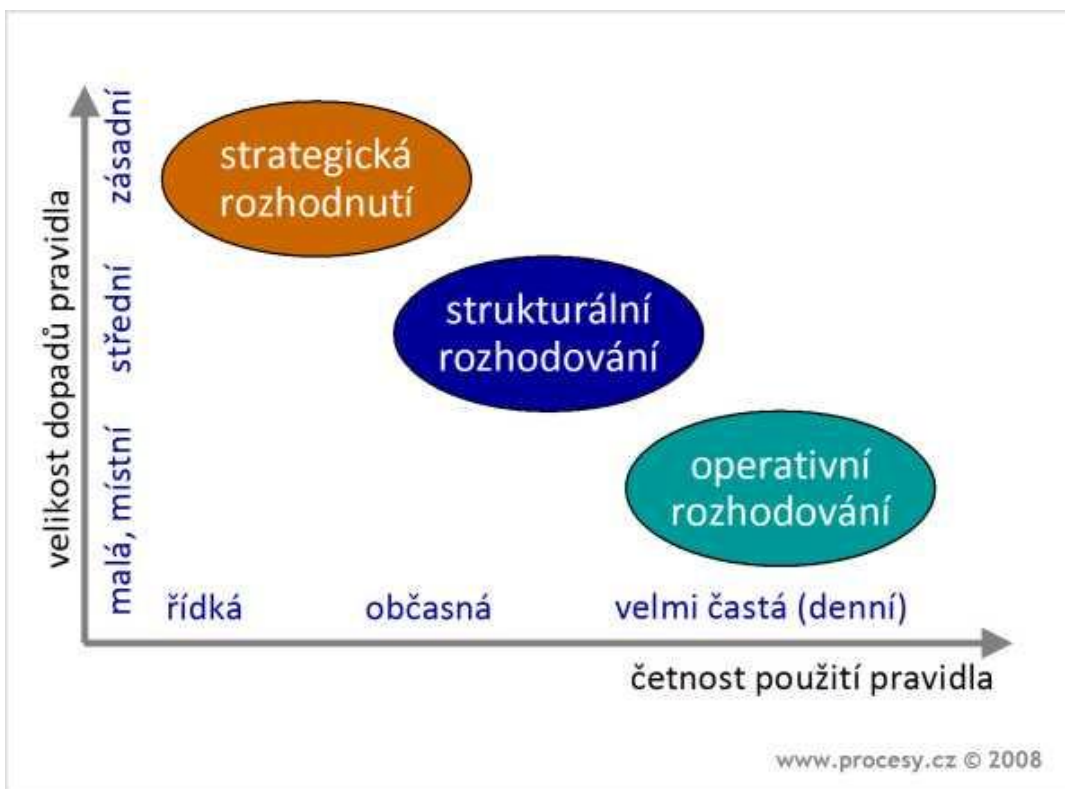 velikost dopadů pravidla
zásadní
střední
malá, místní
strategická
rozhodnutí
strukturální
rozhodování
operativní
rozhodování
řídká
občasná
velmi častá (denní)
četnost použití pravidla
www.procesy.cz © 2008